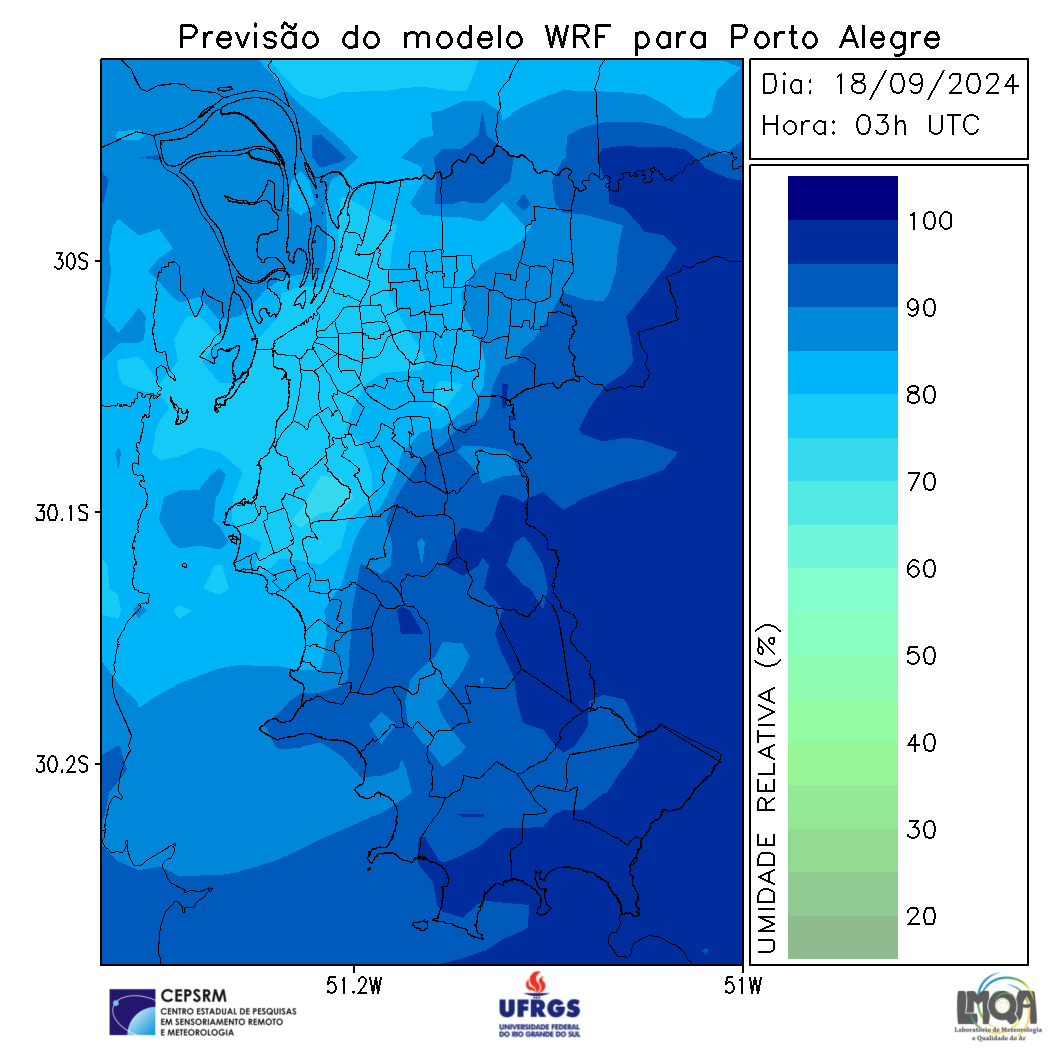 Previsão do modelo WRF para Porto Alegre
Dia: 18/09/2024
Hora: 03h UTC
30S
30.1S
30.2S
51.2W
51W
100
90
80
70
60
50
40
30
20
UMIDADE RELATIVA (%)
CEPSRM
CENTRO ESTADUAL DE PESQUISAS
EM SENSORIAMENTO REMOTO
E METEOROLOGIA
UFRGS
UNIVERSIDADE FEDERAL
DO RIO GRANDE DO SUL
LMQA
Laboratório de Meteorologia
e Qualidade do Ar